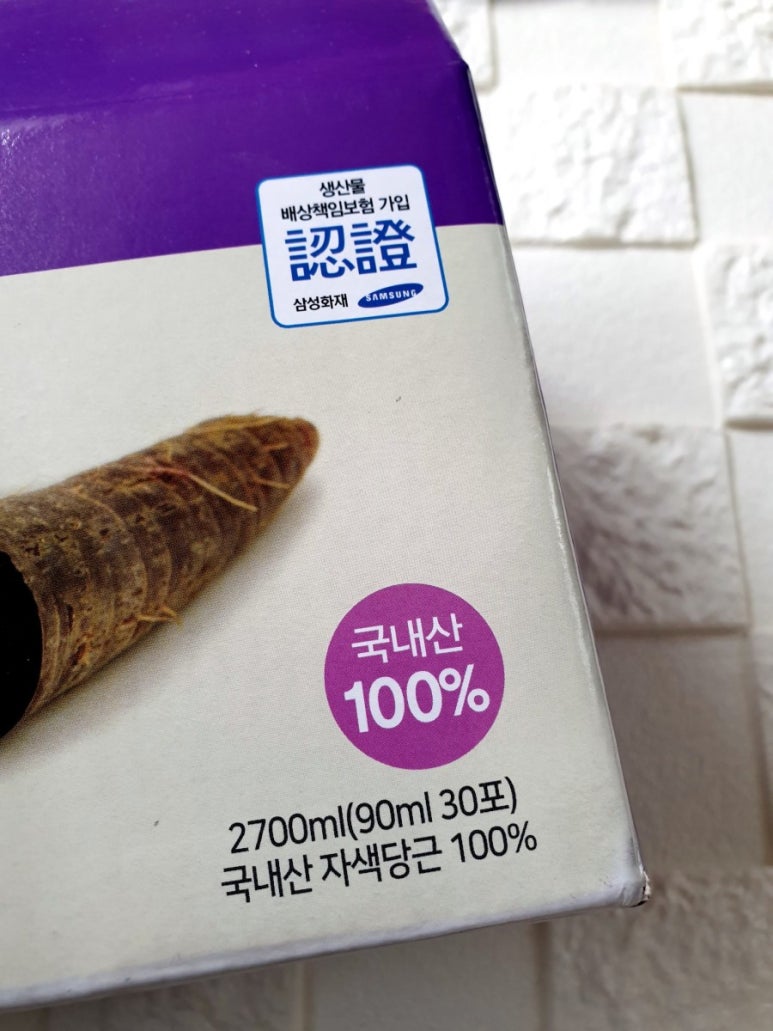 생산물
배상책임보험 가입
認證
삼성화재 SAMSUNG
국내산
100%
2700ml(90ml 30포)
국내산 자색당근 100%